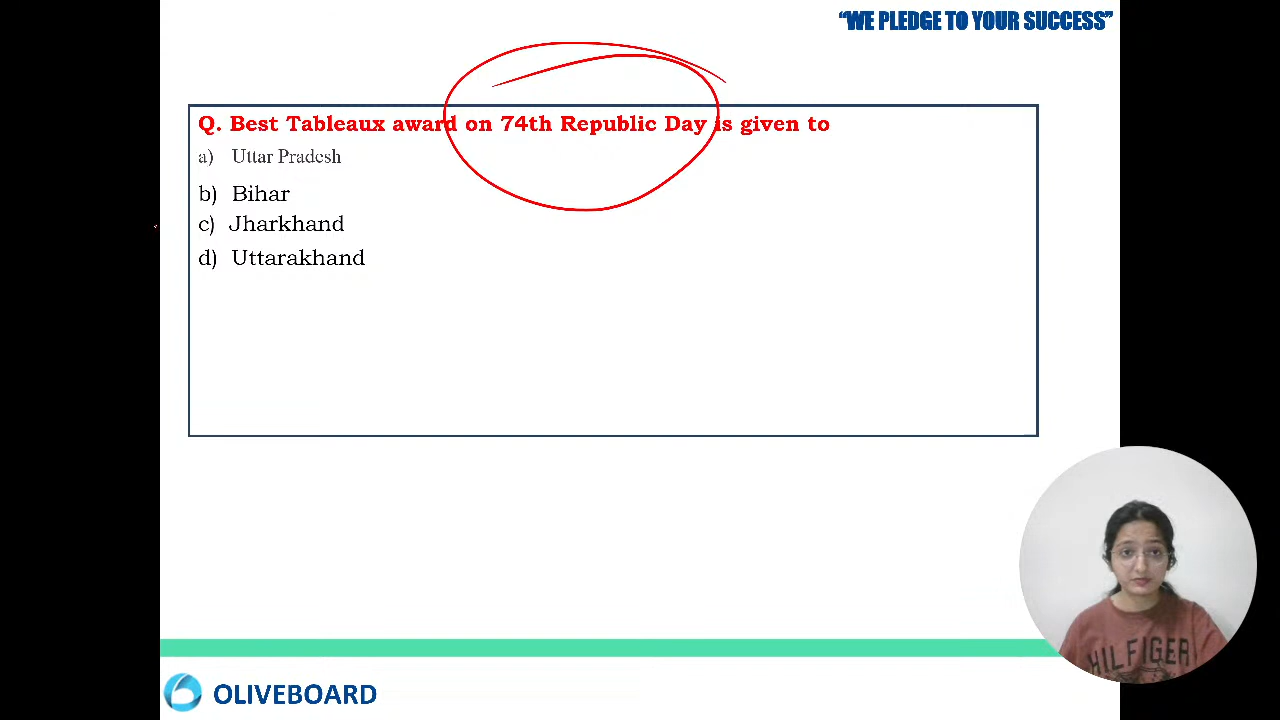 “WE PLEDGE TO YOUR SUCCESS”
Q. Best Tableaux award on 74th Republic Day is given to
a) Uttar Pradesh
b) Bihar
c) Jharkhand
d) Uttarakhand
HILFIGER
OLIVEBOARD